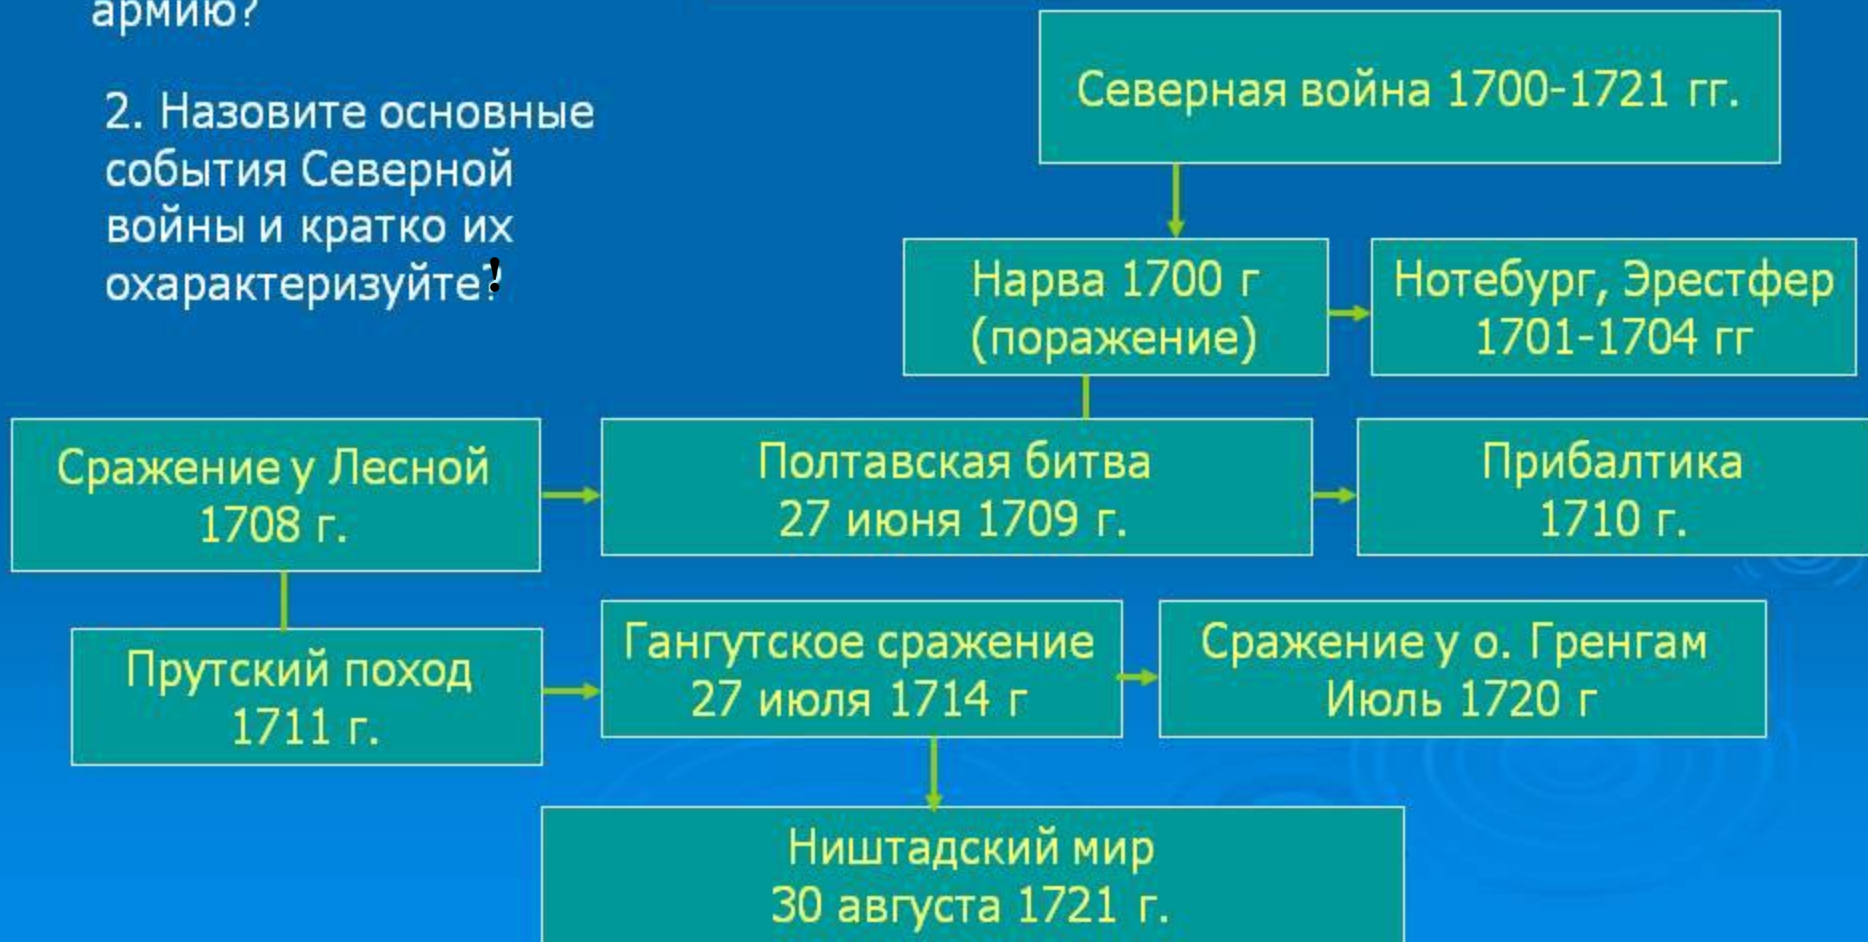 армию?
2. Назовите основные
события Северной
войны и кратко их
охарактеризуйте?!
Северная война 1700-1721 гг.
Нарва 1700 г
(поражение)
Нотебург, Эрестфер
1701-1704 гг
Сражение у Лесной
1708 г.
Полтавская битва
27 июня 1709 г.
Прибалтика
1710 г.
Прутский поход
1711 г.
Гангутское сражение
27 июля 1714 г
Сражение у о. Гренгам
Июль 1720 г
Ништадский мир
30 августа 1721 г.